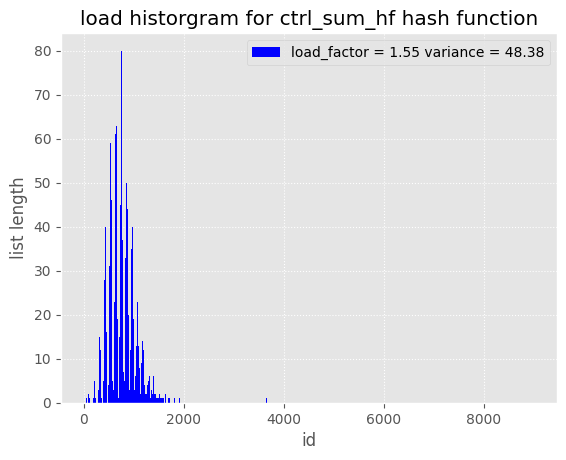 load historgram for ctrl_sum_hf hash function
load_factor = 1.55 variance = 48.38
list length
80
70
60
50
40
30
20
10
0
0 2000 4000 6000 8000
id